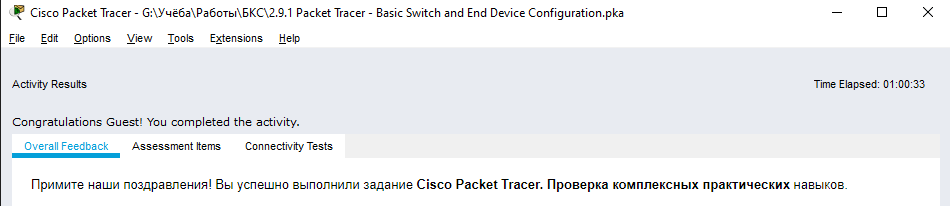 Cisco Packet Tracer - G:\Учёба\Работы\БКС\2.9.1 Packet Tracer - Basic Switch and End Device Configuration.pka
File Edit Options View Tools Extensions Help
Activity Results Time Elapsed: 01:00:33
Congratulations Guest! You completed the activity.
Overall Feedback Assessment Items Connectivity Tests
Примите наши поздравления! Вы успешно выполнили задание Cisco Packet Tracer. Проверка комплексных практических навыков.